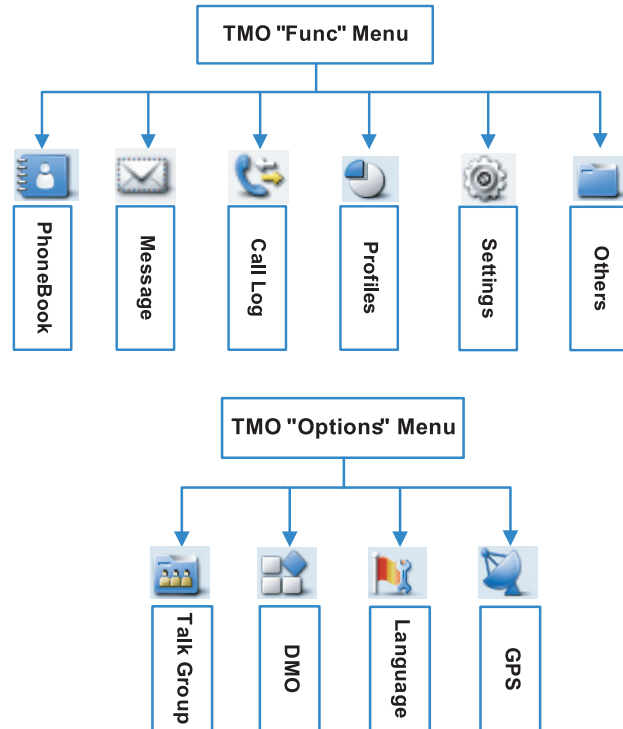 TMO "Func" Menu
PhoneBook
Message
Call Log
Profiles
Settings
Others
TMO "Options" Menu
Talk Group
DMO
Language
GPS